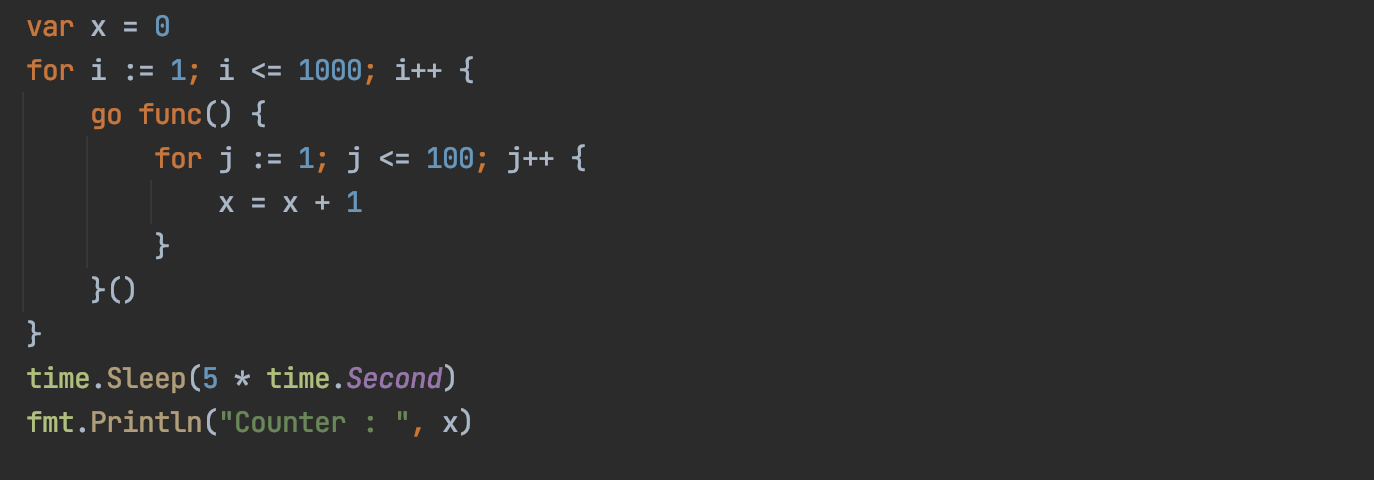 var x = 0
for i := 1; i <= 1000; i++ {
    go func() {
        for j := 1; j <= 100; j++ {
            x = x + 1
        }
    }()
}
time.Sleep(5 * time.Second)
fmt.Println("Counter : ", x)